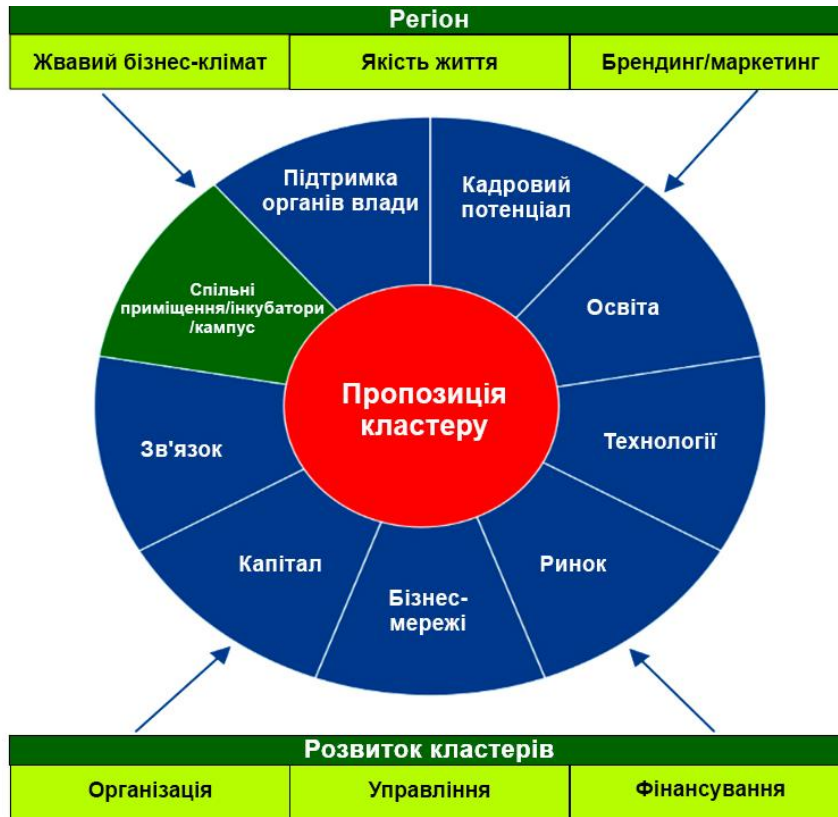 Регіон
Жвавий бізнес-клімат
Якість життя
Брендинг/маркетинг
Підтримка
органів влади
Кадровий
потенціал
Спільні
приміщення/інкубатори
/кампус
Освіта
Пропозиція
кластеру
Зв'язок
Технології
Капітал
Ринок
Бізнес-
мережі
Розвиток кластерів
Організація
Управління
Фінансування